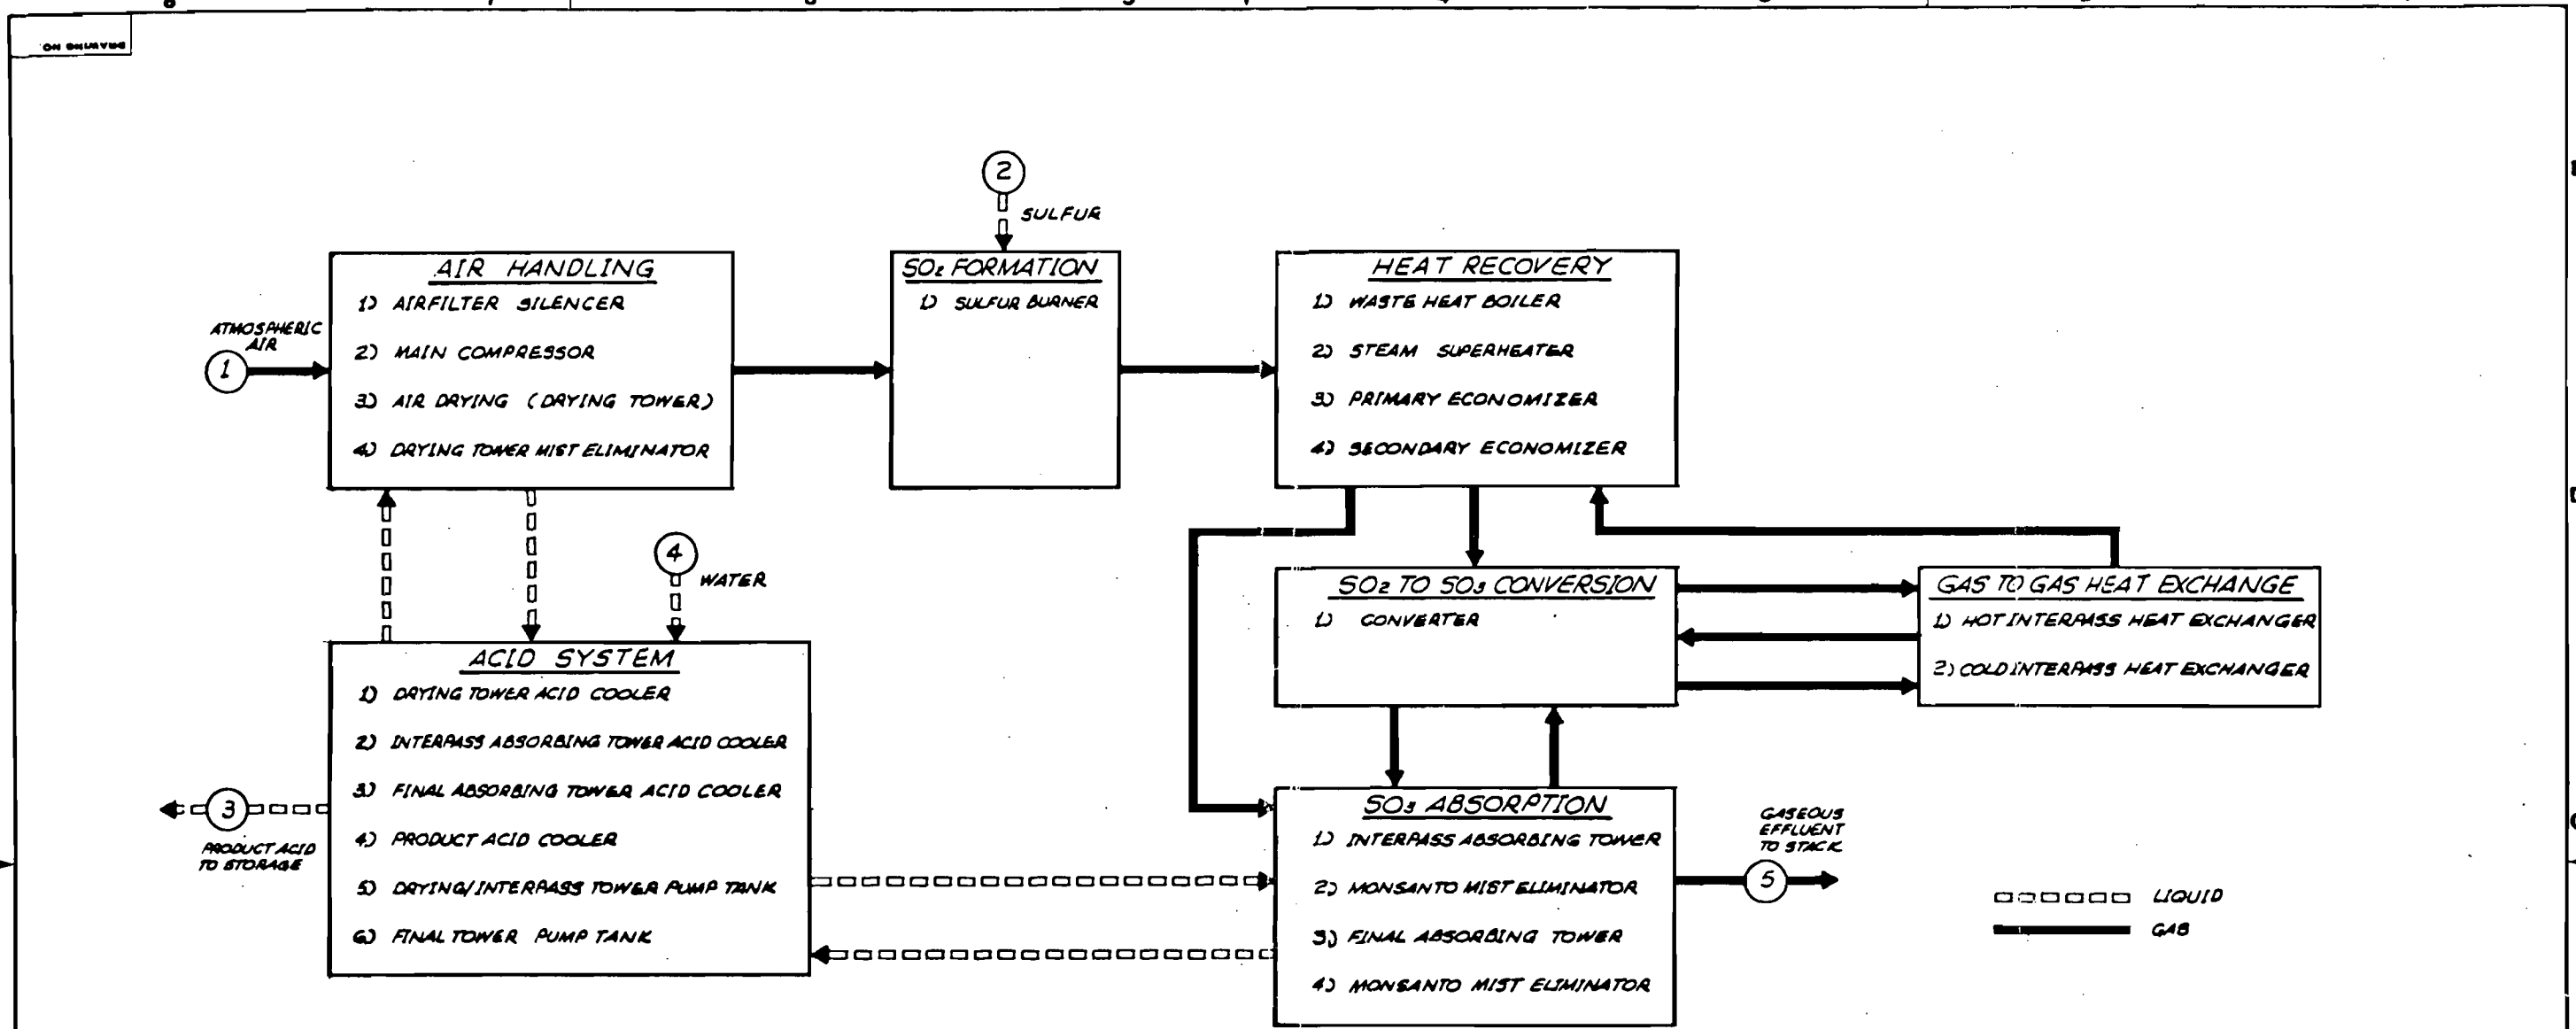 DRAWING NO
2
SULFUR
AIR HANDLING
1) AIRFILTER SILENCER
2) MAIN COMPRESSOR
3) AIR DRYING (DRYING TOWER)
4) DRYING TOWER MIST ELIMINATOR
ATMOSPHERIC
AIR
1
SO2 FORMATION
1) SULFUR BURNER
HEAT RECOVERY
1) WASTE HEAT BOILER
2) STEAM SUPERHEATER
3) PRIMARY ECONOMIZER
4) SECONDARY ECONOMIZER
4
WATER
SO2 TO SO3 CONVERSION
1) CONVERTER
GAS TO GAS HEAT EXCHANGE
1) HOT INTERPASS HEAT EXCHANGER
2) COLD INTERPASS HEAT EXCHANGER
ACID SYSTEM
1) DRYING TOWER ACID COOLER
2) INTERPASS ABSORBING TOWER ACID COOLER
3) FINAL ABSORBING TOWER ACID COOLER
4) PRODUCT ACID COOLER
5) DRYING/INTERPASS TOWER PUMP TANK
6) FINAL TOWER PUMP TANK
3
PRODUCT ACID
TO STORAGE
SO3 ABSORPTION
1) INTERPASS ABSORBING TOWER
2) MONSANTO MIST ELIMINATOR
3) FINAL ABSORBING TOWER
4) MONSANTO MIST ELIMINATOR
GASEOUS
EFFLUENT
TO STACK
5
LIQUID
GAS